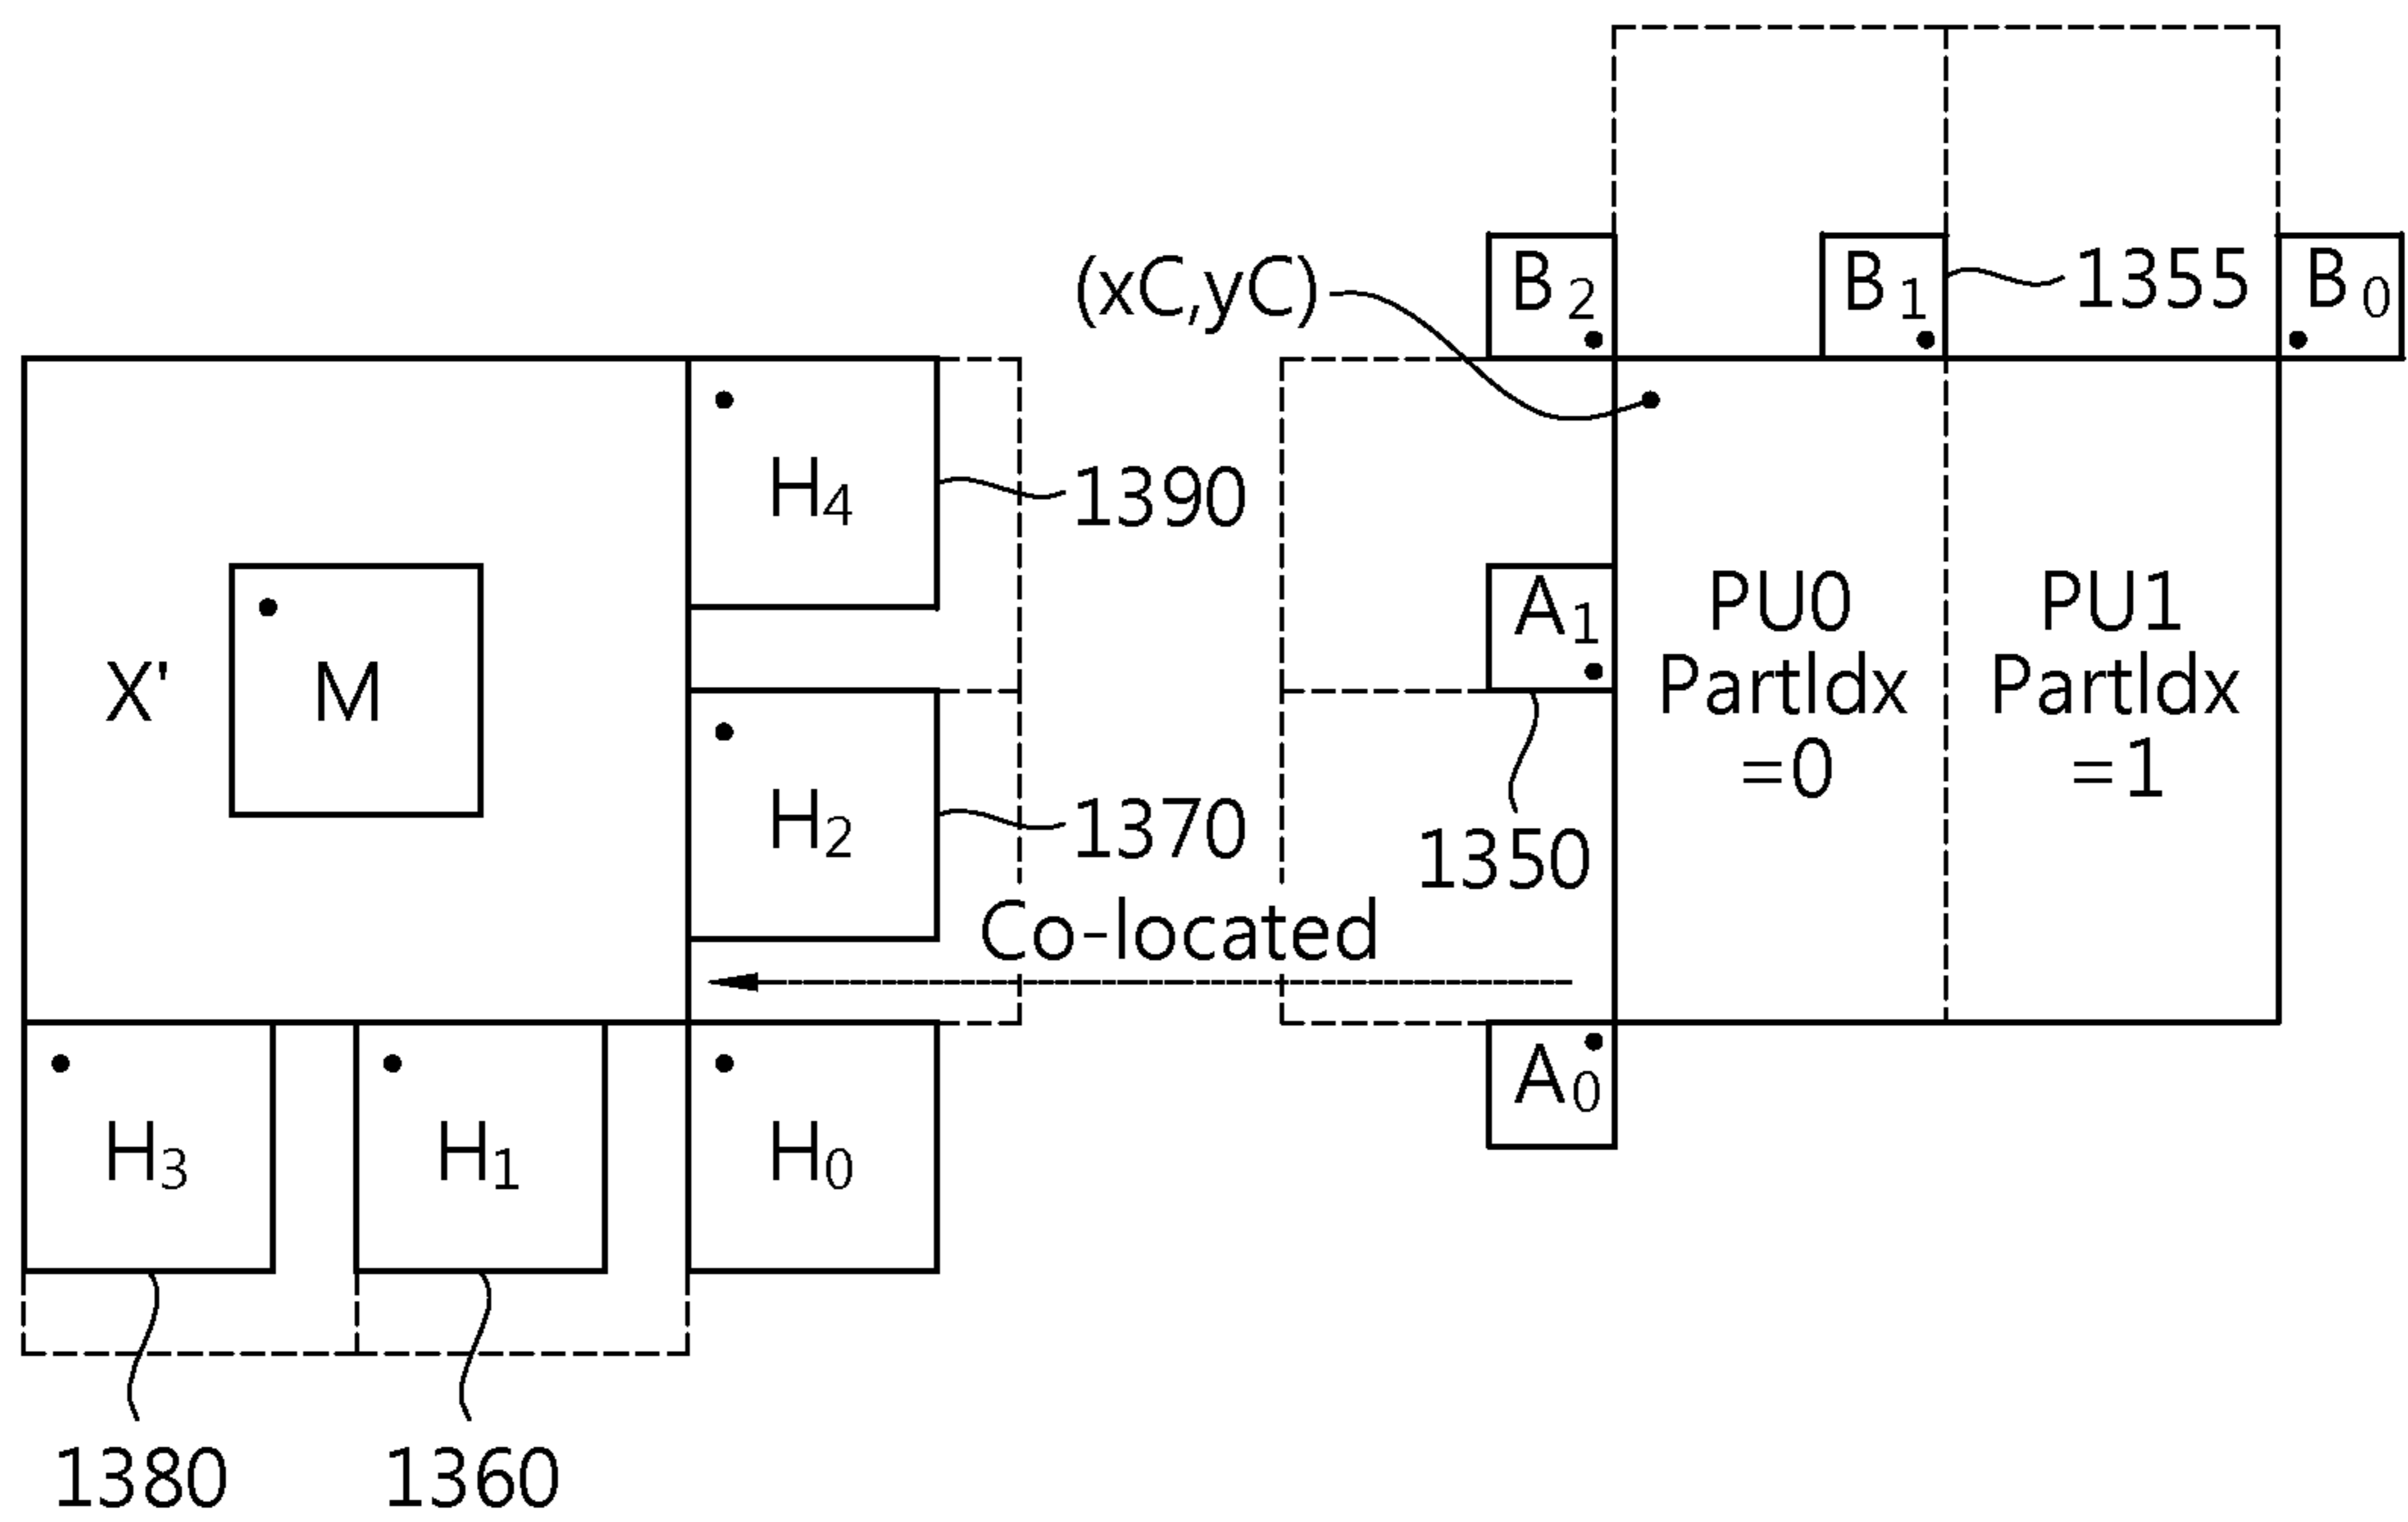 B₂
B₁
1355
B₀
(xC,yC)
H₄
1390
A₁
PU0
PartIdx
=0
PU1
PartIdx
=1
X'
M
H₂
1370
1350
Co-located
A₀
H₃
H₁
H₀
1380
1360